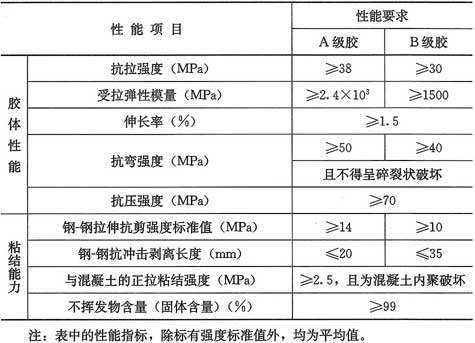 性能项目 性能要求
A级胶 B级胶
胶体性能
抗拉强度（MPa） ≥38 ≥30
受拉弹性模量（MPa） ≥2.4×10³ ≥1500
伸长率（%） ≥1.5
抗弯强度（MPa） ≥50 ≥40
且不得呈碎裂状破坏
抗压强度（MPa） ≥70
粘结能力
钢-钢拉伸抗剪强度标准值（MPa） ≥14 ≥10
钢-钢抗冲击剥离长度（mm） ≤20 ≤35
与混凝土的正拉粘结强度（MPa） ≥2.5，且为混凝土内聚破坏
不挥发物含量（固体含量）（%） ≥99
注：表中的性能指标，除标有强度标准值外，均为平均值。